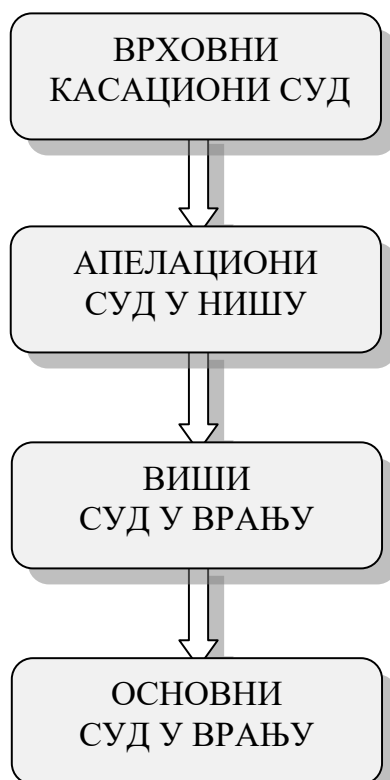 ВРХОВНИ
КАСАЦИОНИ СУД
АПЕЛАЦИОНИ
СУД У НИШУ
ВИШИ
СУД У ВРАЊУ
ОСНОВНИ
СУД У ВРАЊУ